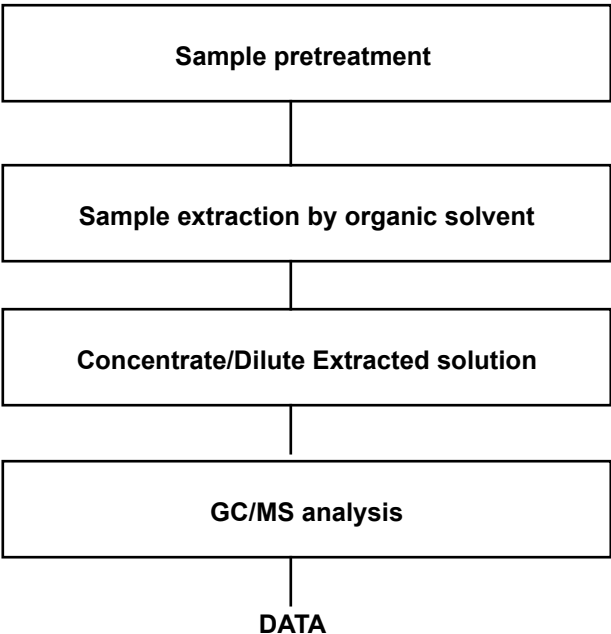 Sample pretreatment
Sample extraction by organic solvent
Concentrate/Dilute Extracted solution
GC/MS analysis
DATA